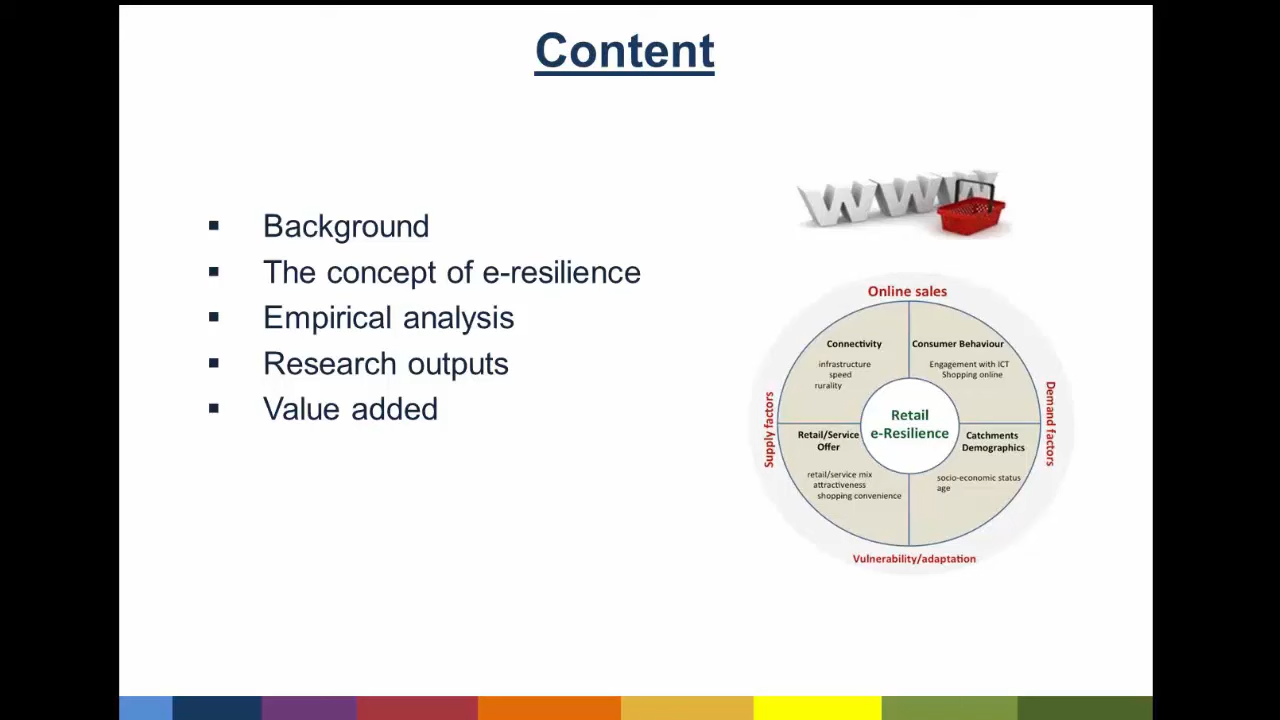 Content
Background
The concept of e-resilience
Empirical analysis
Research outputs
Value added
WWW
Online sales
Connectivity
infrastructure
speed
rurality
Consumer Behaviour
Engagement with ICT
Shopping online
Supply factors
Retail
e-Resilience
Demand factors
Retail/Service
Offer
retail/service mix
attractiveness
shopping convenience
Catchments
Demographics
socio-economic status
age
Vulnerability/adaptation